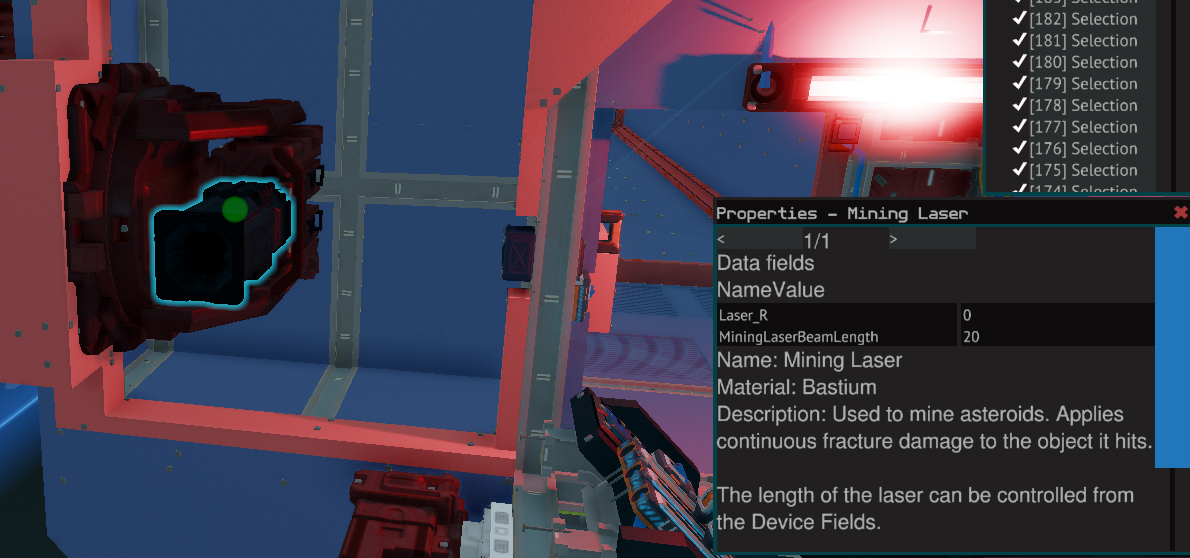 [182] Selection
[181] Selection
[180] Selection
[179] Selection
[178] Selection
[177] Selection
[176] Selection
[175] Selection
[174] Selection
Properties - Mining Laser
< 1/1 >
Data fields
NameValue
Laser_R 0
MiningLaserBeamLength 20
Name: Mining Laser
Material: Bastium
Description: Used to mine asteroids. Applies
continuous fracture damage to the object it hits.
The length of the laser can be controlled from
the Device Fields.